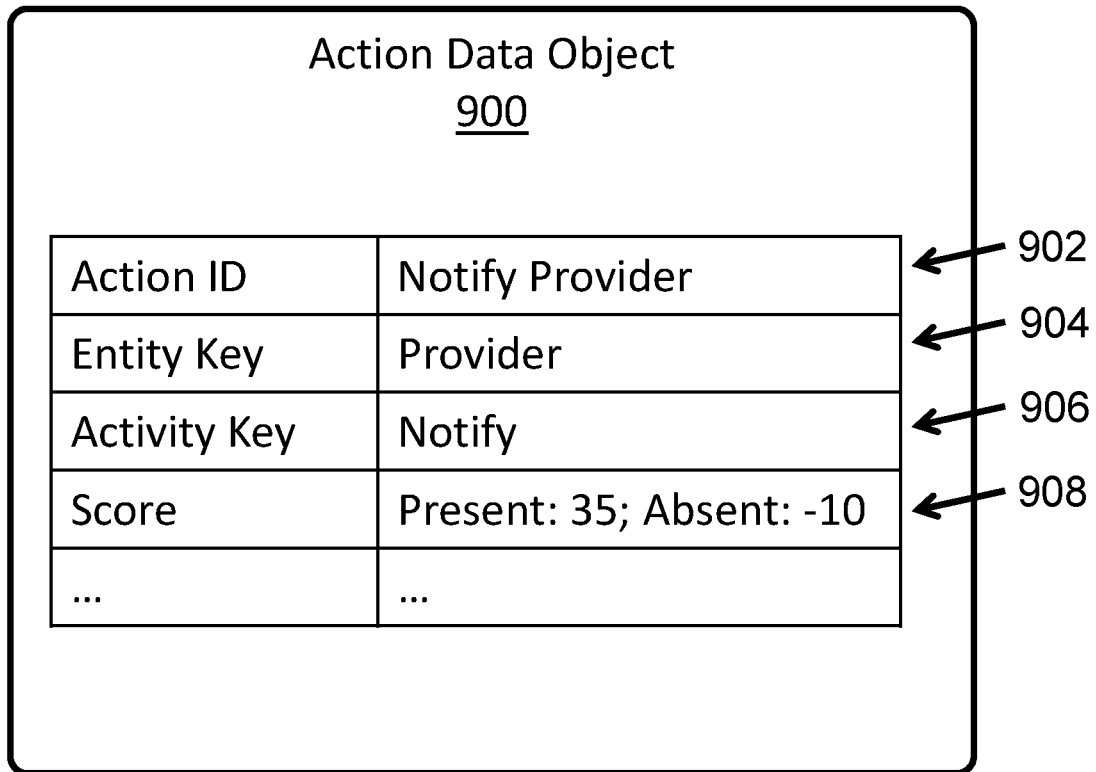 Action Data Object
900
Action ID Notify Provider
902
Entity Key Provider
904
Activity Key Notify
906
Score Present: 35; Absent: -10
908
... ...